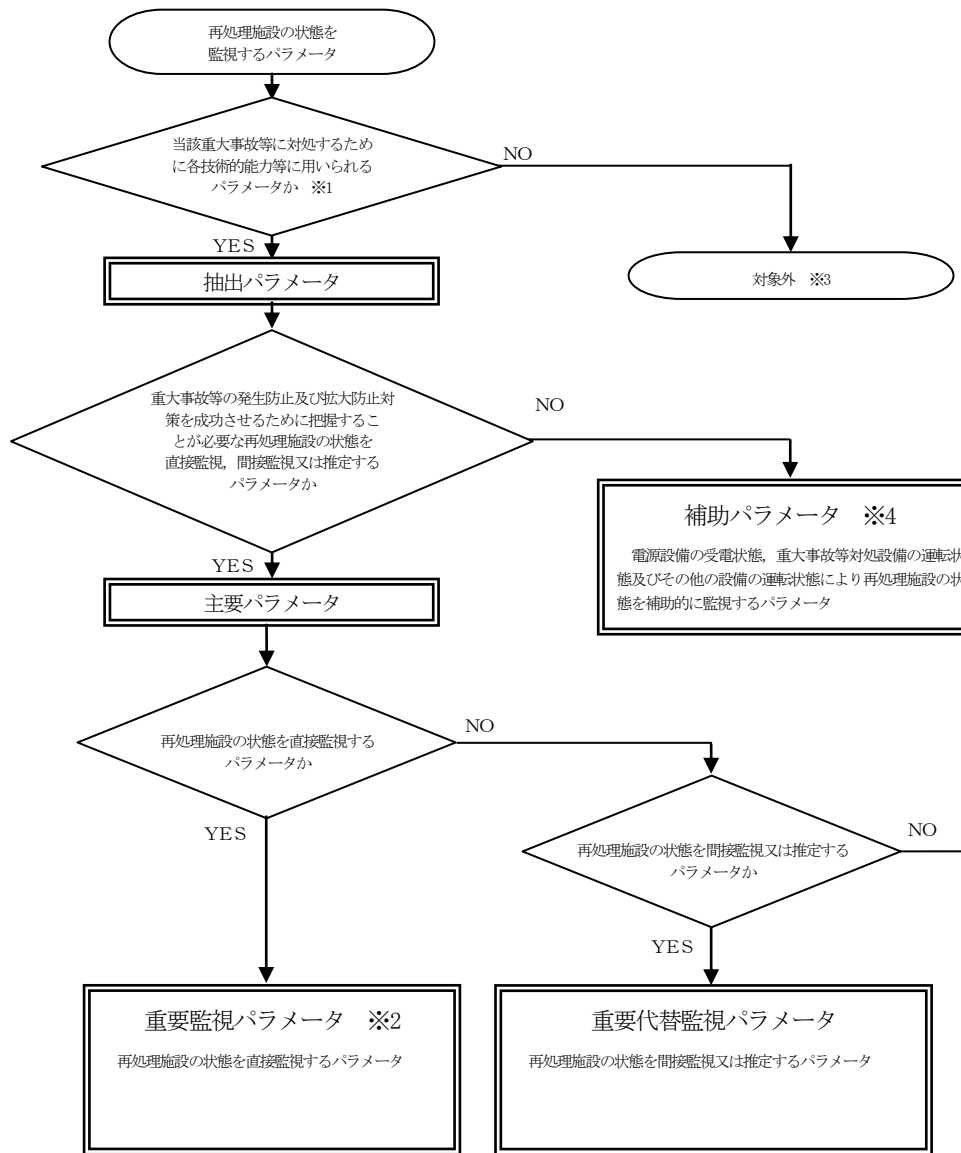 再処理施設の状態を
監視するパラメータ
当該重大事故等に対処するため
に各技術的能力等に用いられる
パラメータか　※1
NO
YES
抽出パラメータ
対象外　※3
重大事故等の発生防止及び拡大防止対
策を成功させるために把握するこ
とが必要な再処理施設の状態を
直接監視，間接監視又は推定する
パラメータか
NO
YES
補助パラメータ　※4
電源設備の受電状態，重大事故等対処設備の運転状
態及びその他の設備の運転状態により再処理施設の状
態を補助的に監視するパラメータ
主要パラメータ
再処理施設の状態を直接監視する
パラメータか
NO
YES
再処理施設の状態を間接監視又は推定する
パラメータか
NO
YES
重要監視パラメータ　※2
再処理施設の状態を直接監視するパラメータ
重要代替監視パラメータ
再処理施設の状態を間接監視又は推定するパラメータ